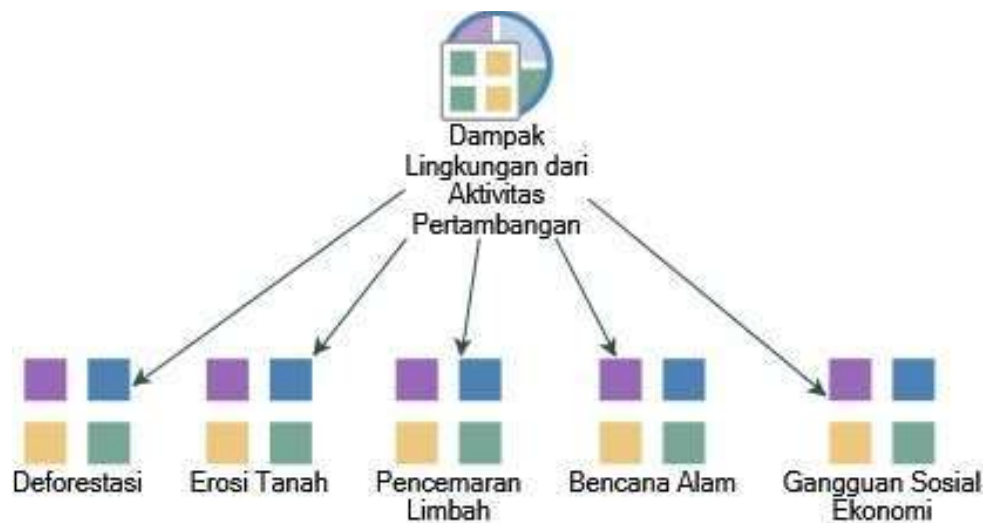 Dampak
Lingkungan dari
Aktivitas
Pertambangan
Deforestasi
Erosi Tanah
Pencemaran
Limbah
Bencana Alam
Gangguan Sosial
Ekonomi